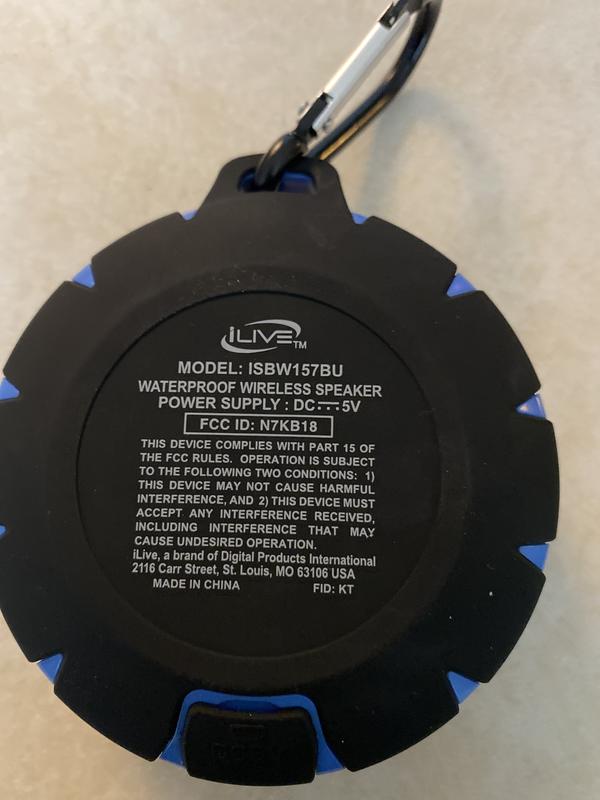 iLIVE™
MODEL: ISBW157BU
WATERPROOF WIRELESS SPEAKER
POWER SUPPLY : DC⎓5V
FCC ID: N7KB18
THIS DEVICE COMPLIES WITH PART 15 OF
THE FCC RULES. OPERATION IS SUBJECT
TO THE FOLLOWING TWO CONDITIONS: 1)
THIS DEVICE MAY NOT CAUSE HARMFUL
INTERFERENCE, AND 2) THIS DEVICE MUST
ACCEPT ANY INTERFERENCE RECEIVED,
INCLUDING INTERFERENCE THAT MAY
CAUSE UNDESIRED OPERATION.
iLive, a brand of Digital Products International
2116 Carr Street, St. Louis, MO 63106 USA
MADE IN CHINA FID: KT